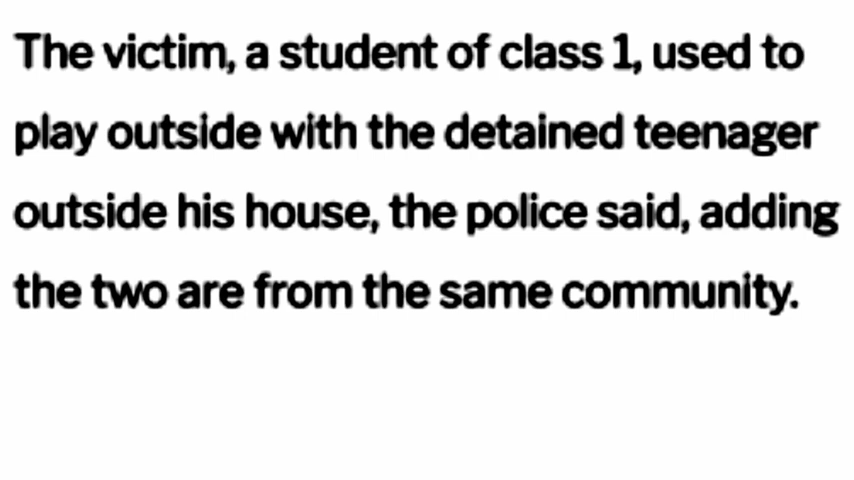 The victim, a student of class 1, used to
play outside with the detained teenager
outside his house, the police said, adding
the two are from the same community.